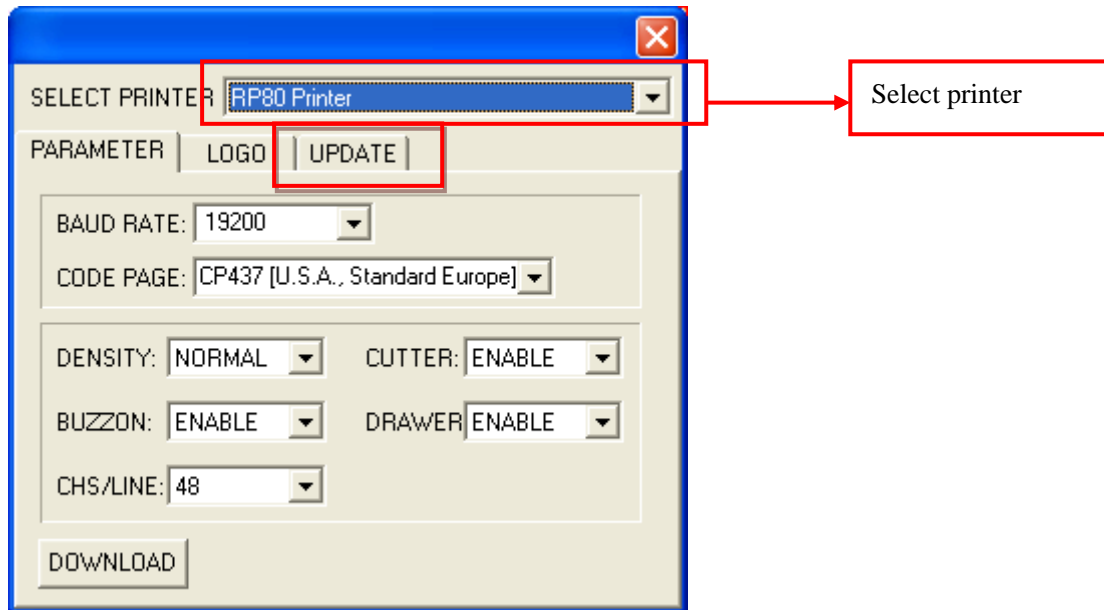 SELECT PRINTER RP80 Printer
Select printer
PARAMETER LOGO UPDATE
BAUD RATE: 19200
CODE PAGE: CP437 [U.S.A., Standard Europe]
DENSITY: NORMAL CUTTER: ENABLE
BUZZON: ENABLE DRAWER ENABLE
CHS/LINE: 48
DOWNLOAD